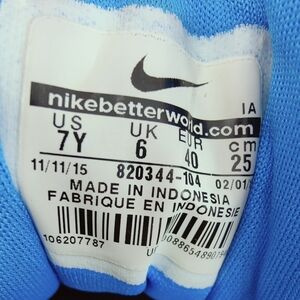 nikebetterworld.com
IA
US UK EUR cm
7Y 6 40 25
11/11/15 820344-104 02/01/
MADE IN INDONESIA
FABRIQUE EN INDONESIE
106207787